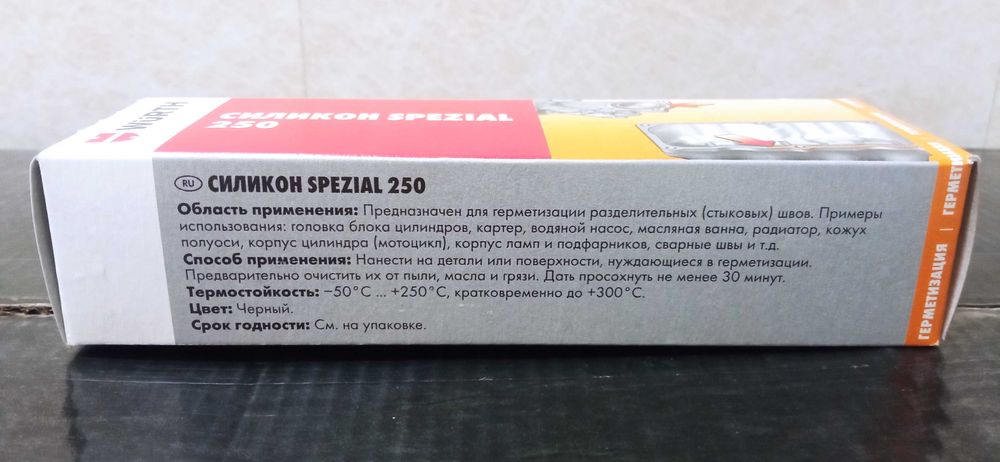 WÜRTH
СИЛИКОН SPEZIAL
250
RU СИЛИКОН SPEZIAL 250
Область применения: Предназначен для герметизации разделительных (стыковых) швов. Примеры
использования: головка блока цилиндров, картер, водяной насос, масляная ванна, радиатор, кожух
полуоси, корпус цилиндра (мотоцикл), корпус ламп и подфарников, сварные швы и т.д.
Способ применения: Нанести на детали или поверхности, нуждающиеся в герметизации.
Предварительно очистить их от пыли, масла и грязи. Дать просохнуть не менее 30 минут.
Термостойкость: –50°C ... +250°C, кратковременно до +300°C.
Цвет: Черный.
Срок годности: См. на упаковке.
ГЕРМЕТИЗАЦИЯ